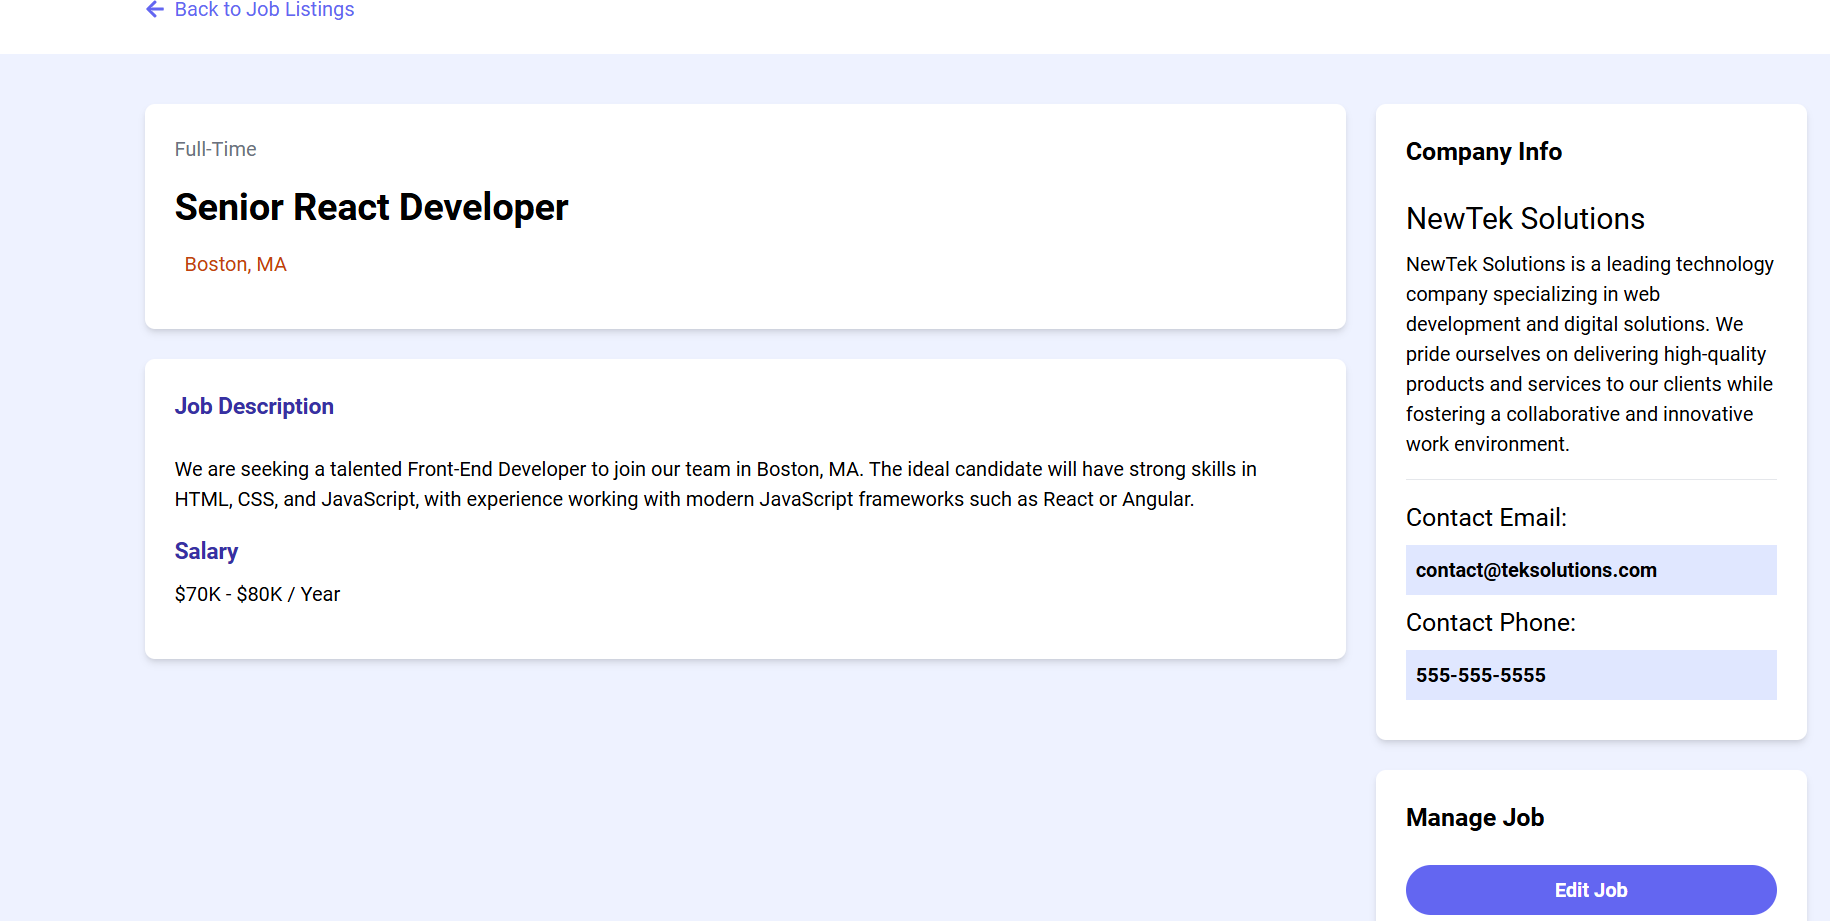 Back to Job Listings
Full-Time
Senior React Developer
Boston, MA
Job Description
We are seeking a talented Front-End Developer to join our team in Boston, MA. The ideal candidate will have strong skills in
HTML, CSS, and JavaScript, with experience working with modern JavaScript frameworks such as React or Angular.
Salary
$70K - $80K / Year
Company Info
NewTek Solutions
NewTek Solutions is a leading technology
company specializing in web
development and digital solutions. We
pride ourselves on delivering high-quality
products and services to our clients while
fostering a collaborative and innovative
work environment.
Contact Email:
contact@teksolutions.com
Contact Phone:
555-555-5555
Manage Job
Edit Job